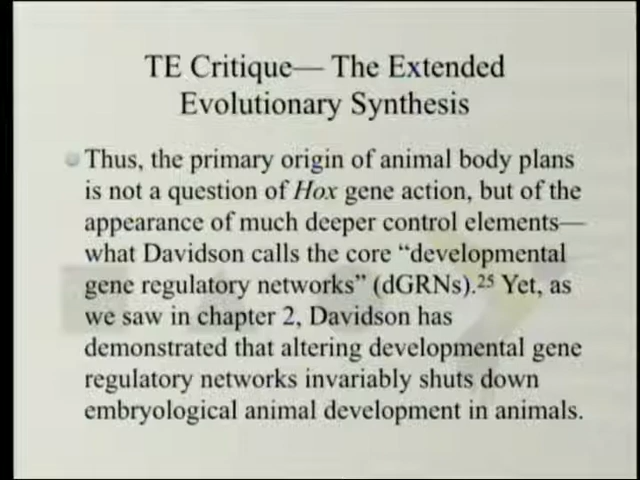 TE Critique— The Extended
Evolutionary Synthesis
Thus, the primary origin of animal body plans
is not a question of Hox gene action, but of the
appearance of much deeper control elements—
what Davidson calls the core “developmental
gene regulatory networks” (dGRNs).25 Yet, as
we saw in chapter 2, Davidson has
demonstrated that altering developmental gene
regulatory networks invariably shuts down
embryological animal development in animals.